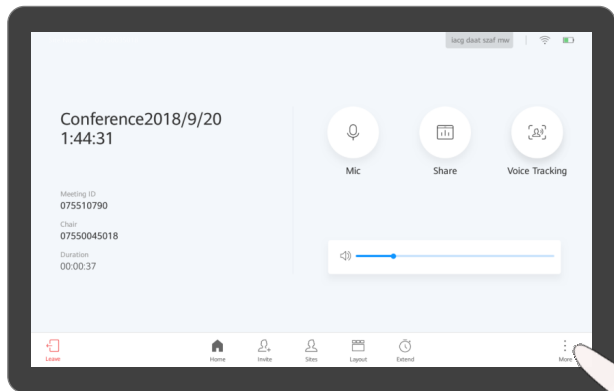 iacg daat szaf mw
Conference2018/9/20
1:44:31
Mic
Share
Voice Tracking
Meeting ID
075510790
Chair
07550045018
Duration
00:00:37
Leave
Home
Invite
Sites
Layout
Extend
More